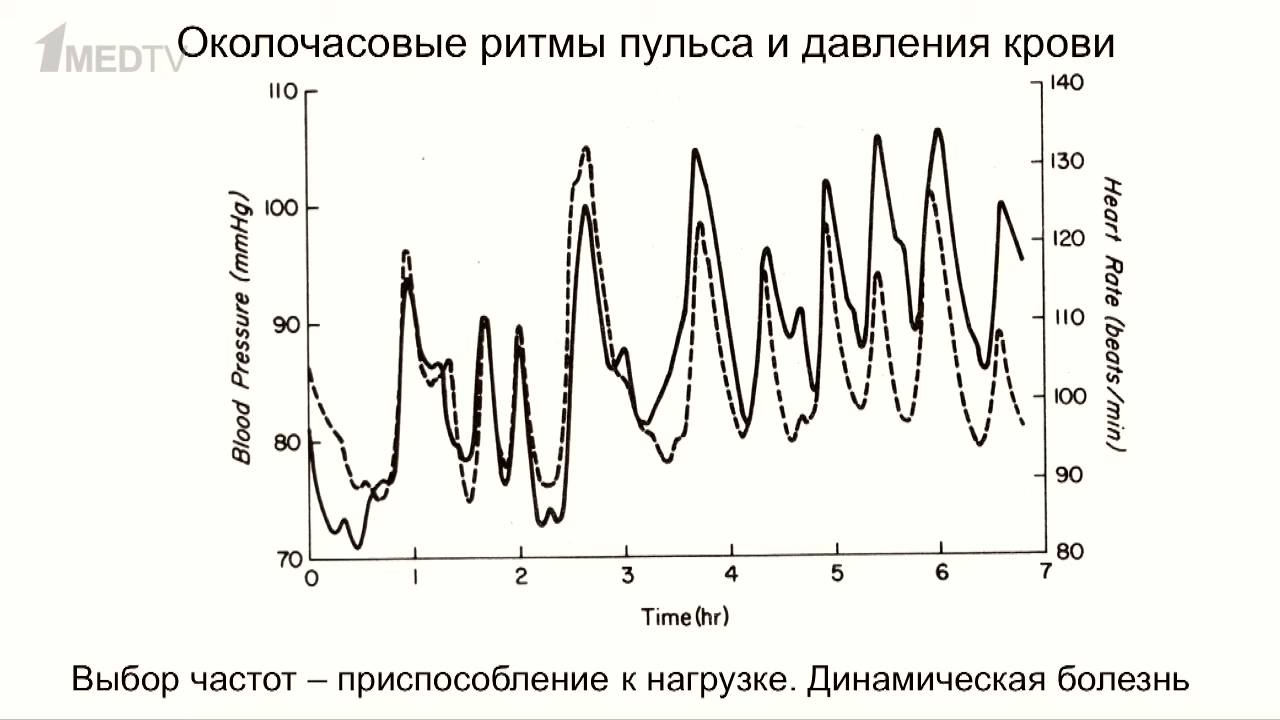 1MEDTV
Околочасовые ритмы пульса и давления крови
110
100
90
80
70
Blood Pressure (mmHg)
140
130
120
110
100
90
80
Heart Rate (beats/min)
0 1 2 3 4 5 6 7
Time (hr)
Выбор частот – приспособление к нагрузке. Динамическая болезнь